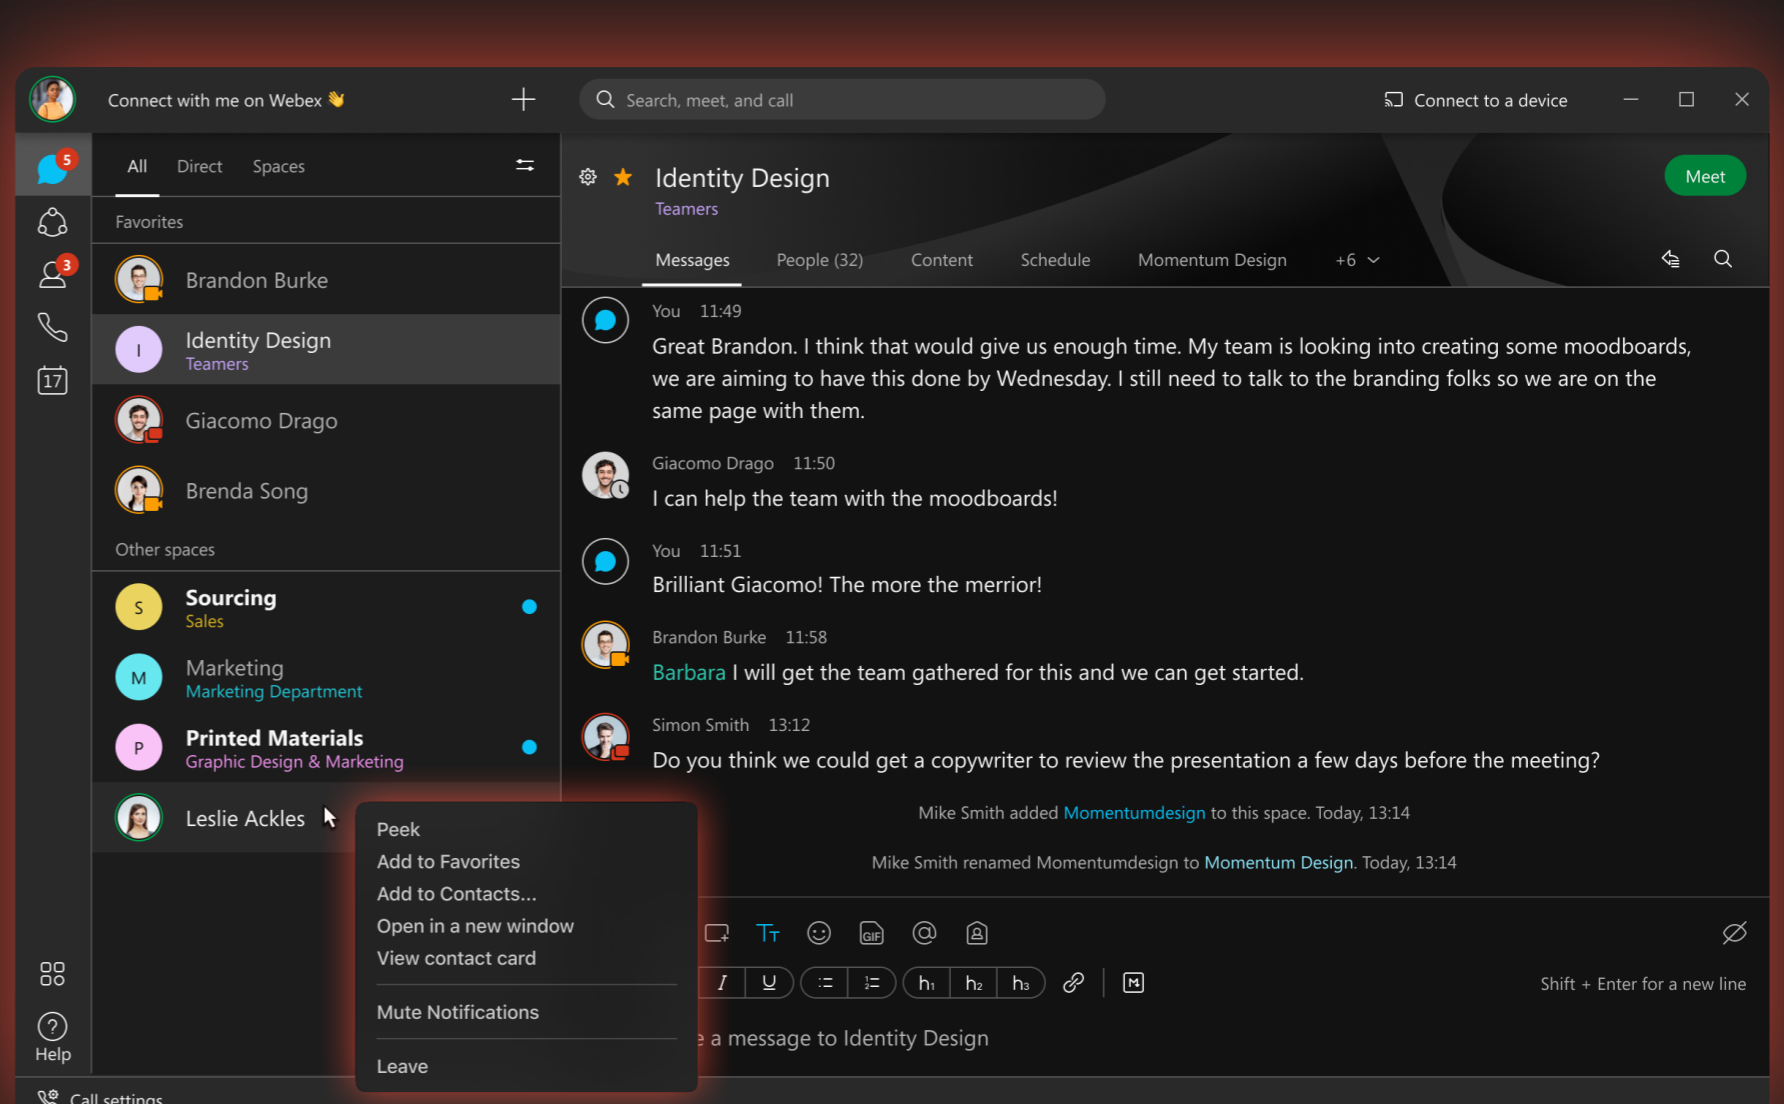 Connect with me on Webex 👋
Search, meet, and call
Connect to a device
5
3
17
Help
All Direct Spaces
Favorites
Brandon Burke
I
Identity Design
Teamers
Giacomo Drago
Brenda Song
Other spaces
S
Sourcing
Sales
M
Marketing
Marketing Department
P
Printed Materials
Graphic Design & Marketing
Leslie Ackles
Peek
Add to Favorites
Add to Contacts...
Open in a new window
View contact card
Mute Notifications
Leave
Identity Design
Teamers
Meet
Messages People (32) Content Schedule Momentum Design +6
You 11:49
Great Brandon. I think that would give us enough time. My team is looking into creating some moodboards,
we are aiming to have this done by Wednesday. I still need to talk to the branding folks so we are on the
same page with them.
Giacomo Drago 11:50
I can help the team with the moodboards!
You 11:51
Brilliant Giacomo! The more the merrior!
Brandon Burke 11:58
Barbara I will get the team gathered for this and we can get started.
Simon Smith 13:12
Do you think we could get a copywriter to review the presentation a few days before the meeting?
Mike Smith added Momentumdesign to this space. Today, 13:14
Mike Smith renamed Momentumdesign to Momentum Design. Today, 13:14
TT GIF @
I U h1 h2 h3 M
Shift + Enter for a new line
a message to Identity Design
Call settings